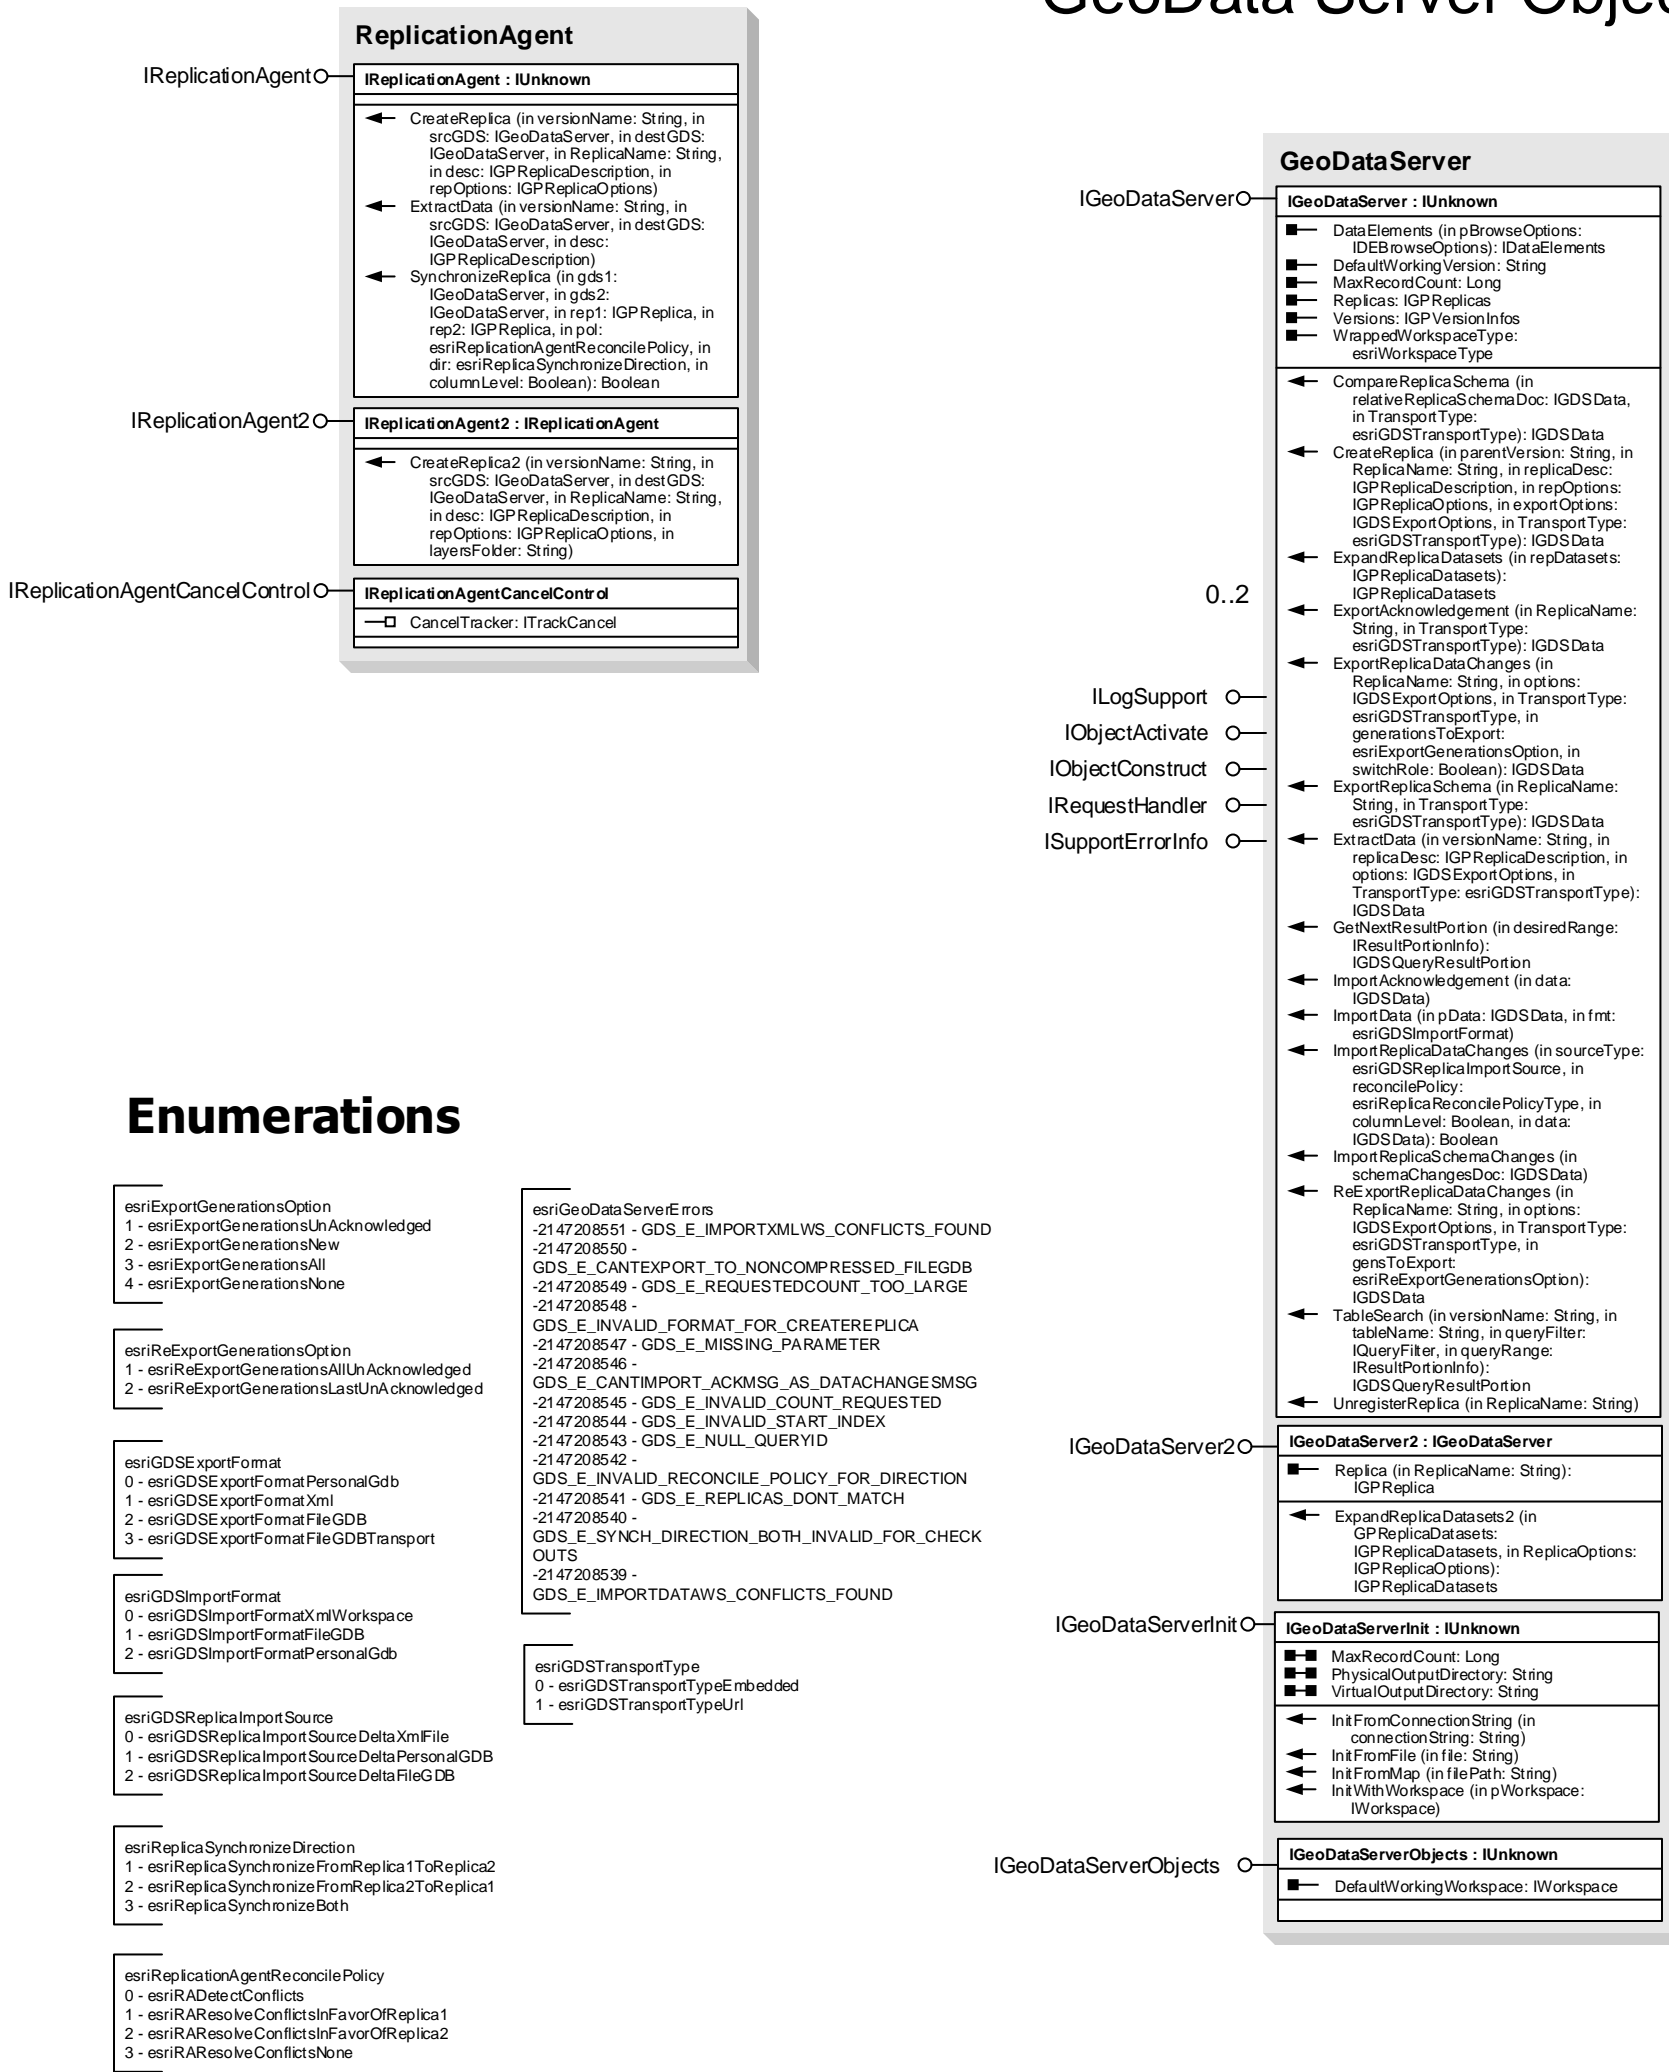 GeoData Server Objec
ReplicationAgent
IReplicationAgent
IReplicationAgent : IUnknown
CreateReplica (in versionName: String, in
srcGDS: IGeoDataServer, in destGDS:
IGeoDataServer, in ReplicaName: String,
in desc: IGPReplicaDescription, in
repOptions: IGPReplicaOptions)
ExtractData (in versionName: String, in
srcGDS: IGeoDataServer, in destGDS:
IGeoDataServer, in desc:
IGPReplicaDescription)
SynchronizeReplica (in gds1:
IGeoDataServer, in gds2:
IGeoDataServer, in rep1: IGPReplica, in
rep2: IGPReplica, in pol:
esriReplicationAgentReconcilePolicy, in
dir: esriReplicaSynchronizeDirection, in
columnLevel: Boolean): Boolean
IReplicationAgent2
IReplicationAgent2 : IReplicationAgent
CreateReplica2 (in versionName: String, in
srcGDS: IGeoDataServer, in destGDS:
IGeoDataServer, in ReplicaName: String,
in desc: IGPReplicaDescription, in
repOptions: IGPReplicaOptions, in
layersFolder: String)
IReplicationAgentCancelControl
IReplicationAgentCancelControl
CancelTracker: ITrackCancel
GeoDataServer
IGeoDataServer
IGeoDataServer : IUnknown
DataElements (in pBrowseOptions:
IDEBrowseOptions): IDataElements
DefaultWorkingVersion: String
MaxRecordCount: Long
Replicas: IGPReplicas
Versions: IGPVersionInfos
WrappedWorkspaceType:
esriWorkspaceType
CompareReplicaSchema (in
relativeReplicaSchemaDoc: IGDSData,
in TransportType:
esriGDSTransportType): IGDSData
CreateReplica (in parentVersion: String, in
ReplicaName: String, in replicaDesc:
IGPReplicaDescription, in repOptions:
IGPReplicaOptions, in exportOptions:
IGDSExportOptions, in TransportType:
esriGDSTransportType): IGDSData
ExpandReplicaDatasets (in repDatasets:
IGPReplicaDatasets):
IGPReplicaDatasets
0..2
ExportAcknowledgement (in ReplicaName:
String, in TransportType:
esriGDSTransportType): IGDSData
ExportReplicaDataChanges (in
ReplicaName: String, in options:
IGDSExportOptions, in TransportType:
esriGDSTransportType, in
generationsToExport:
esriExportGenerationsOption, in
switchRole: Boolean): IGDSData
ExportReplicaSchema (in ReplicaName:
String, in TransportType:
esriGDSTransportType): IGDSData
ExtractData (in versionName: String, in
replicaDesc: IGPReplicaDescription, in
options: IGDSExportOptions, in
TransportType: esriGDSTransportType):
IGDSData
GetNextResultPortion (in desiredRange:
IResultPortionInfo):
IGDSQueryResultPortion
ImportAcknowledgement (in data:
IGDSData)
ImportData (in pData: IGDSData, in fmt:
esriGDSImportFormat)
ImportReplicaDataChanges (in sourceType:
esriGDSReplicaImportSource, in
reconcilePolicy:
esriReplicaReconcilePolicyType, in
columnLevel: Boolean, in data:
IGDSData): Boolean
ImportReplicaSchemaChanges (in
schemaChangesDoc: IGDSData)
ReExportReplicaDataChanges (in
ReplicaName: String, in options:
IGDSExportOptions, in TransportType:
esriGDSTransportType, in
gensToExport:
esriReExportGenerationsOption):
IGDSData
TableSearch (in versionName: String, in
tableName: String, in queryFilter:
IQueryFilter, in queryRange:
IResultPortionInfo):
IGDSQueryResultPortion
UnregisterReplica (in ReplicaName: String)
ILogSupport
IObjectActivate
IObjectConstruct
IRequestHandler
ISupportErrorInfo
IGeoDataServer2
IGeoDataServer2 : IGeoDataServer
Replica (in ReplicaName: String):
IGPReplica
ExpandReplicaDatasets2 (in
GPReplicaDatasets:
IGPReplicaDatasets, in ReplicaOptions:
IGPReplicaOptions):
IGPReplicaDatasets
IGeoDataServerInit
IGeoDataServerInit : IUnknown
MaxRecordCount: Long
PhysicalOutputDirectory: String
VirtualOutputDirectory: String
InitFromConnectionString (in
connectionString: String)
InitFromFile (in file: String)
InitFromMap (in filePath: String)
InitWithWorkspace (in pWorkspace:
IWorkspace)
IGeoDataServerObjects
IGeoDataServerObjects : IUnknown
DefaultWorkingWorkspace: IWorkspace
Enumerations
esriExportGenerationsOption
1 - esriExportGenerationsUnAcknowledged
2 - esriExportGenerationsNew
3 - esriExportGenerationsAll
4 - esriExportGenerationsNone
esriReExportGenerationsOption
1 - esriReExportGenerationsAllUnAcknowledged
2 - esriReExportGenerationsLastUnAcknowledged
esriGDSExportFormat
0 - esriGDSExportFormatPersonalGdb
1 - esriGDSExportFormatXml
2 - esriGDSExportFormatFileGDB
3 - esriGDSExportFormatFileGDBTransport
esriGDSImportFormat
0 - esriGDSImportFormatXmlWorkspace
1 - esriGDSImportFormatFileGDB
2 - esriGDSImportFormatPersonalGdb
esriGDSReplicaImportSource
0 - esriGDSReplicaImportSourceDeltaXmlFile
1 - esriGDSReplicaImportSourceDeltaPersonalGDB
2 - esriGDSReplicaImportSourceDeltaFileGDB
esriReplicaSynchronizeDirection
1 - esriReplicaSynchronizeFromReplica1ToReplica2
2 - esriReplicaSynchronizeFromReplica2ToReplica1
3 - esriReplicaSynchronizeBoth
esriReplicationAgentReconcilePolicy
0 - esriRADetectConflicts
1 - esriRAResolveConflictsInFavorOfReplica1
2 - esriRAResolveConflictsInFavorOfReplica2
3 - esriRAResolveConflictsNone
esriGeoDataServerErrors
-2147208551 - GDS_E_IMPORTXMLWS_CONFLICTS_FOUND
-2147208550 -
GDS_E_CANTEXPORT_TO_NONCOMPRESSED_FILEGDB
-2147208549 - GDS_E_REQUESTEDCOUNT_TOO_LARGE
-2147208548 -
GDS_E_INVALID_FORMAT_FOR_CREATEREPLICA
-2147208547 - GDS_E_MISSING_PARAMETER
-2147208546 -
GDS_E_CANTIMPORT_ACKMSG_AS_DATACHANGESMSG
-2147208545 - GDS_E_INVALID_COUNT_REQUESTED
-2147208544 - GDS_E_INVALID_START_INDEX
-2147208543 - GDS_E_NULL_QUERYID
-2147208542 -
GDS_E_INVALID_RECONCILE_POLICY_FOR_DIRECTION
-2147208541 - GDS_E_REPLICAS_DONT_MATCH
-2147208540 -
GDS_E_SYNCH_DIRECTION_BOTH_INVALID_FOR_CHECK
OUTS
-2147208539 -
GDS_E_IMPORTDATAWS_CONFLICTS_FOUND
esriGDSTransportType
0 - esriGDSTransportTypeEmbedded
1 - esriGDSTransportTypeUrl